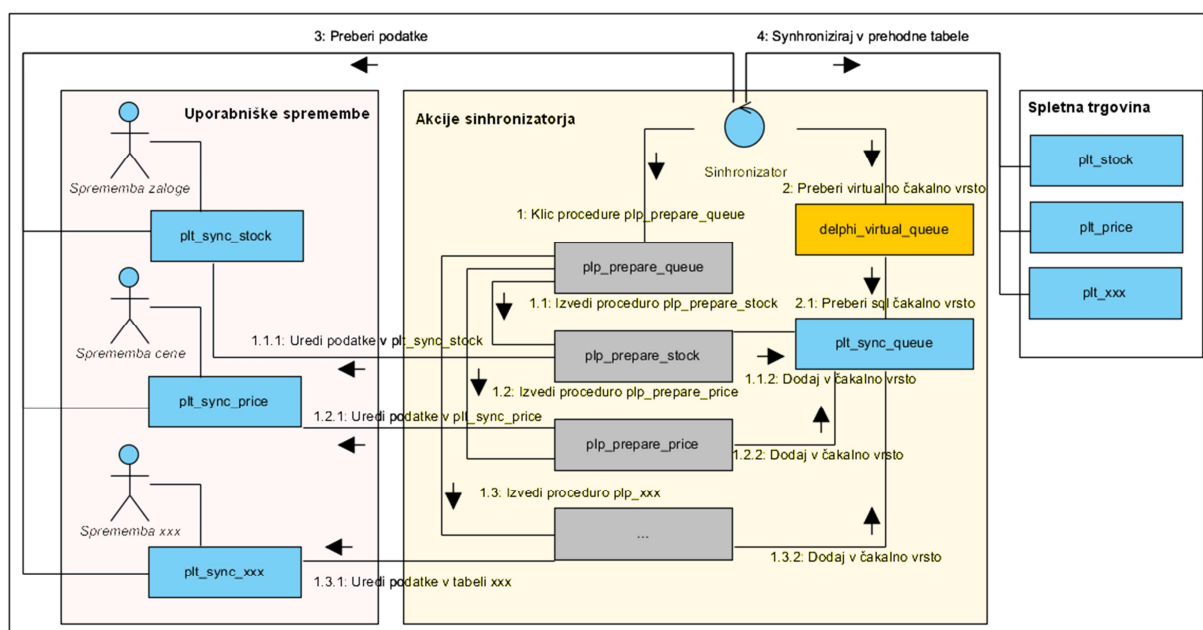 3: Preberi podatke
4: Synhroniziraj v prehodne tabele
Uporabniške spremembe
Sprememba zaloge
plt_sync_stock
Sprememba cene
plt_sync_price
Sprememba xxx
plt_sync_xxx
Akcije sinhronizatorja
Sinhronizator
1: Klic procedure plp_prepare_queue
2: Preberi virtualno čakalno vrsto
delphi_virtual_queue
plp_prepare_queue
1.1: Izvedi proceduro plp_prepare_stock
2.1: Preberi sql čakalno vrsto
plt_sync_queue
1.1.1: Uredi podatke v plt_sync_stock
plp_prepare_stock
1.1.2: Dodaj v čakalno vrsto
1.2: Izvedi proceduro plp_prepare_price
1.2.1: Uredi podatke v plt_sync_price
plp_prepare_price
1.2.2: Dodaj v čakalno vrsto
1.3: Izvedi proceduro plp_xxx
...
1.3.1: Uredi podatke v tabeli xxx
1.3.2: Dodaj v čakalno vrsto
Spletna trgovina
plt_stock
plt_price
plt_xxx